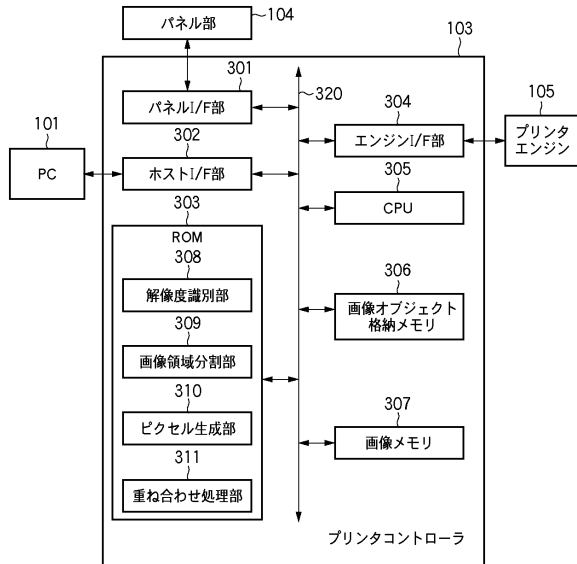 パネル部
104
103
301
パネルI/F部
320
302
ホストI/F部
101
PC
303
ROM
308
解像度識別部
309
画像領域分割部
310
ピクセル生成部
311
重ね合わせ処理部
304
エンジンI/F部
105
プリンタ
エンジン
305
CPU
306
画像オブジェクト
格納メモリ
307
画像メモリ
プリンタコントローラ